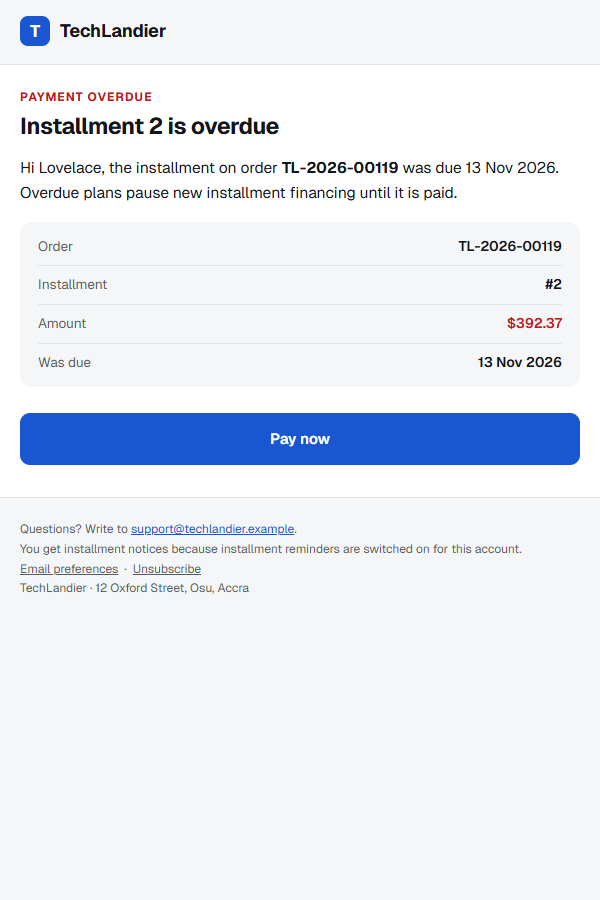 T TechLandier
PAYMENT OVERDUE
Installment 2 is overdue
Hi Lovelace, the installment on order TL-2026-00119 was due 13 Nov 2026.
Overdue plans pause new installment financing until it is paid.
Order TL-2026-00119
Installment #2
Amount $392.37
Was due 13 Nov 2026
Pay now
Questions? Write to support@techlandier.example.
You get installment notices because installment reminders are switched on for this account.
Email preferences · Unsubscribe
TechLandier · 12 Oxford Street, Osu, Accra